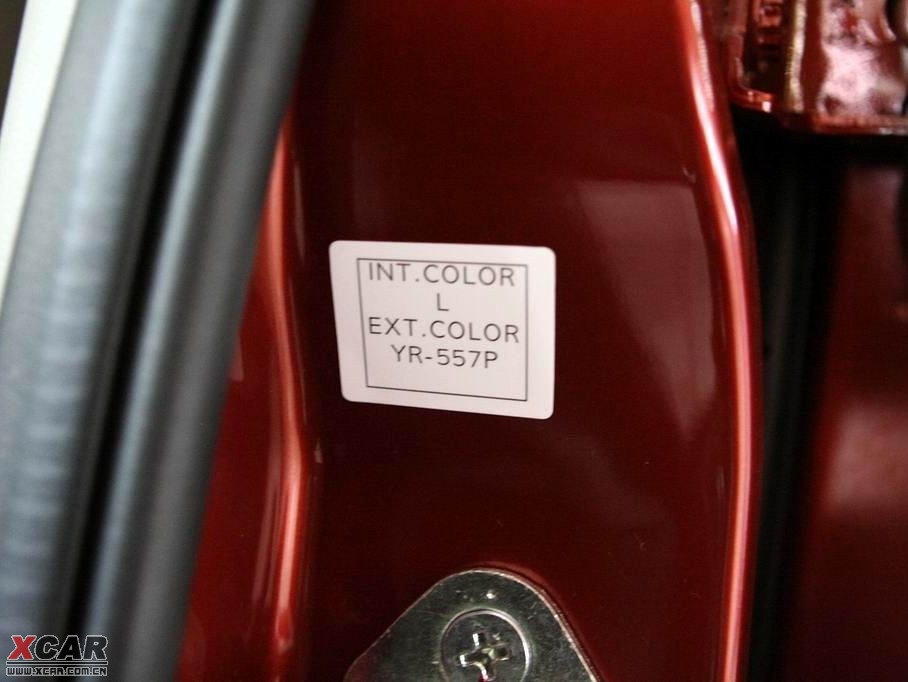 INT.COLOR
L
EXT.COLOR
YR-557P
XCAR
WWW.XCAR.COM.CN